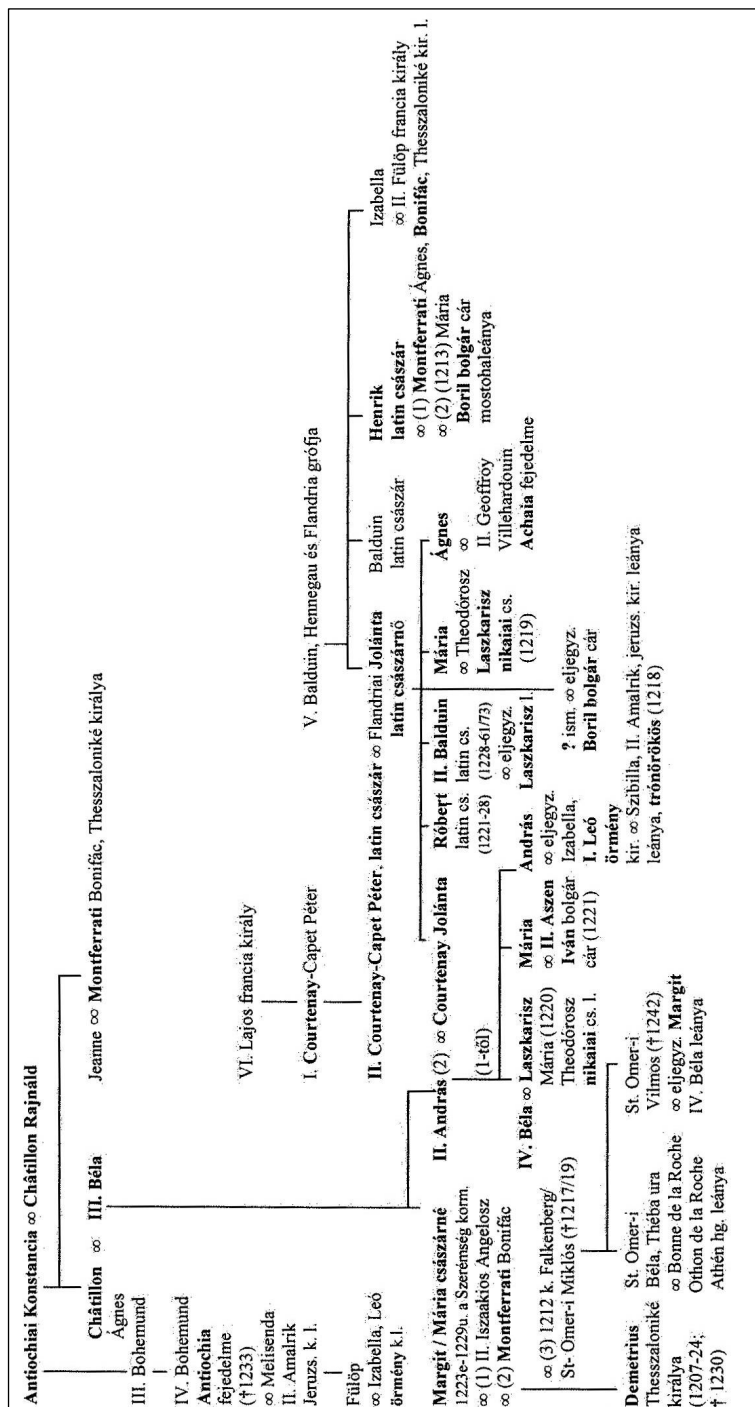 Antiochiai Konstancia ∞ Châtillon Rajnáld
Châtillon ∞ III. Béla
Ágnes
Jeanne ∞ Montferrati Bonifác, Thesszaloniké királya
III. Bohemund
IV. Bohemund
Antiochia
fejedelme
(†1233)
∞ Melisenda
II. Amalrik
Jeruzs. k. l.
Fülöp
∞ Izabella, Leó
örmény k.l.
VI. Lajos francia király
I. Courtenay-Capet Péter
V. Balduin, Hennegau és Flandria grófja
II. Courtenay-Capet Péter, latin császár ∞ Flandriai Jolánta
latin császárnő
Balduin
latin császár
Henrik
latin császár
∞ (1) Montferrati Ágnes, Bonifác, Thesszaloniké kir. l.
∞ (2) (1213) Mária
Boril bolgár cár
mostohaleánya
Izabella
∞ II. Fülöp francia király
Margit / Mária császárné
1223e-1229u. a Szerémség korm.
∞ (1) II. Iszaakios Angelosz
∞ (2) Montferrati Bonifác
∞ (3) 1212 k. Falkenberg/
St- Omer-i Miklós (†1217/19)
II. András (2) ∞ Courtenay Jolánta
(1-től)
Róbert
latin cs.
(1221-28)
II. Balduin
latin cs.
(1228-61/73)
∞ eljegyz.
Laszkarisz l.
Mária
∞ Theodórosz
Laszkarisz
nikaiai cs.
(1219)
Ágnes
∞
II. Geoffroy
Villehardouin
Achaia fejedelme
? ism. ∞ eljegyz.
Boril bolgár cár
IV. Béla ∞ Laszkarisz
Mária (1220)
Theodórosz
nikaiai cs. l.
Mária
∞ II. Aszen
Iván bolgár
cár (1221)
András
∞ eljegyz.
Izabella,
I. Leó
örmény
kir. ∞ Szibilla, II. Amalrik, jeruzs. kir. leánya
leánya, trónörökös (1218)
Demetrius
Thesszaloniké
királya
(1207-24;
† 1230)
St. Omer-i
Béla, Théba ura
∞ Bonne de la Roche
Othon de la Roche
Athén hg. leánya
St. Omer-i
Vilmos (†1242)
∞ eljegyz. Margit
IV. Béla leánya